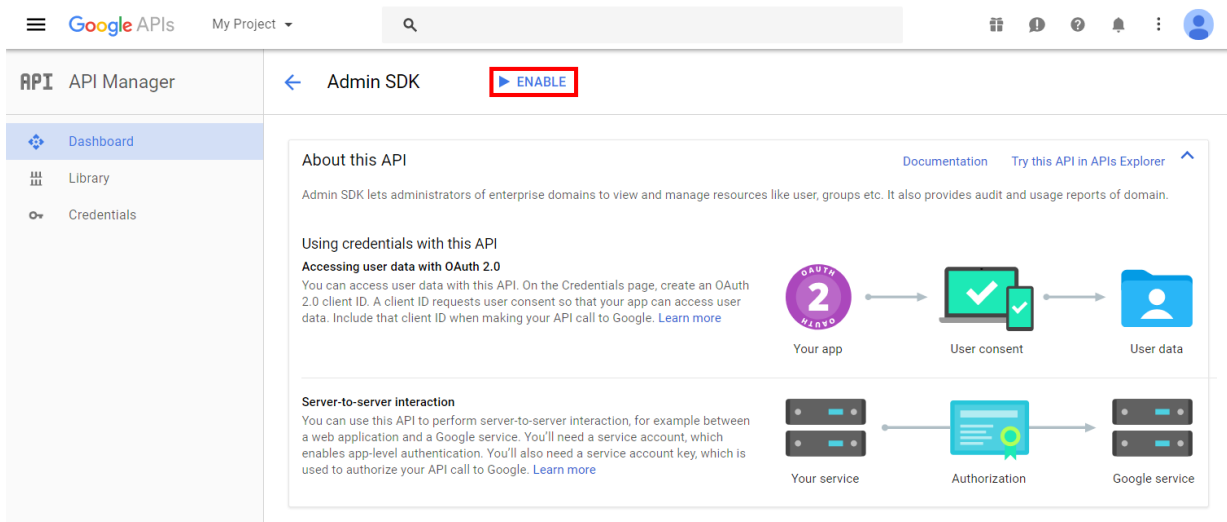 Google APIs
My Project
API API Manager
Admin SDK
ENABLE
Dashboard
Library
Credentials
About this API
Documentation
Try this API in APIs Explorer
Admin SDK lets administrators of enterprise domains to view and manage resources like user, groups etc. It also provides audit and usage reports of domain.
Using credentials with this API
Accessing user data with OAuth 2.0
You can access user data with this API. On the Credentials page, create an OAuth
2.0 client ID. A client ID requests user consent so that your app can access user
data. Include that client ID when making your API call to Google. Learn more
OAUTH
2
OAUTH
Your app
User consent
User data
Server-to-server interaction
You can use this API to perform server-to-server interaction, for example between
a web application and a Google service. You'll need a service account, which
enables app-level authentication. You'll also need a service account key, which is
used to authorize your API call to Google. Learn more
Your service
Authorization
Google service